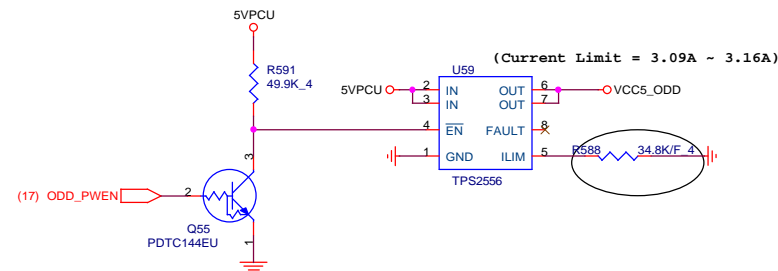 5VPCU
R591
49.9K_4
U59
(Current Limit = 3.09A ~ 3.16A)
5VPCU
2 IN OUT 6 VCC5_ODD
3 IN OUT 7
4 EN FAULT 8
1 GND ILIM 5 R588 34.8K/F_4
TPS2556
3
(17) ODD_PWEN 2
Q55
PDTC144EU
1